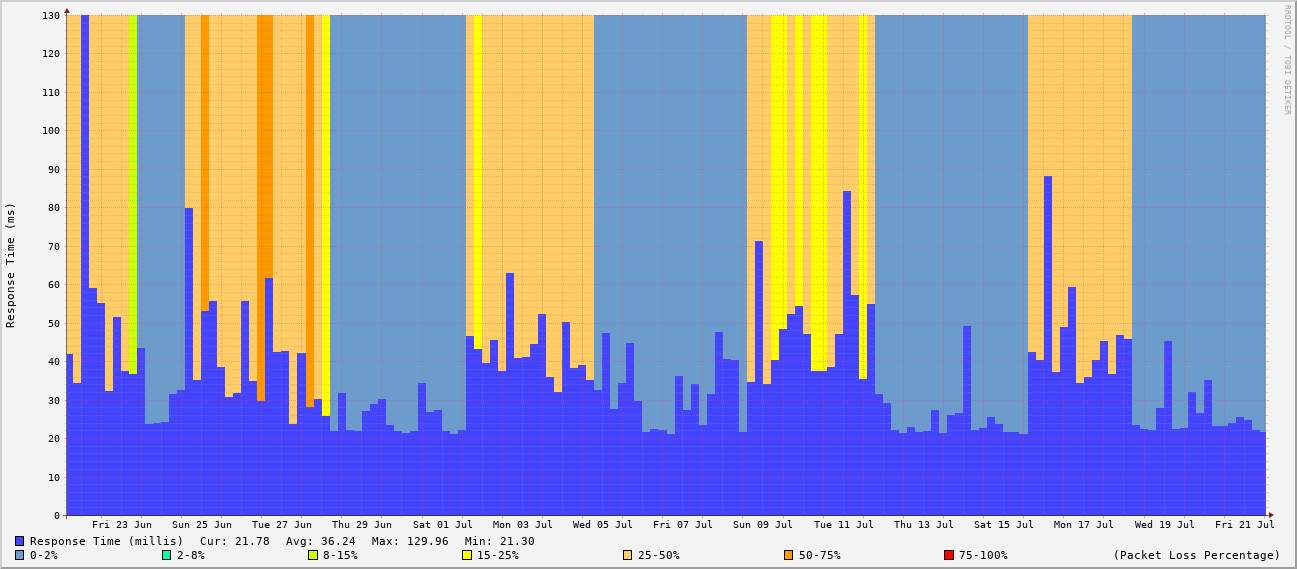 RRDTOOL / TOBI OETIKER
Response Time (ms)
130
120
110
100
90
80
70
60
50
40
30
20
10
0
Fri 23 Jun Sun 25 Jun Tue 27 Jun Thu 29 Jun Sat 01 Jul Mon 03 Jul Wed 05 Jul Fri 07 Jul Sun 09 Jul Tue 11 Jul Thu 13 Jul Sat 15 Jul Mon 17 Jul Wed 19 Jul Fri 21 Jul
Response Time (millis) Cur: 21.78 Avg: 36.24 Max: 129.96 Min: 21.30
0-2% 2-8% 8-15% 15-25% 25-50% 50-75% 75-100% (Packet Loss Percentage)